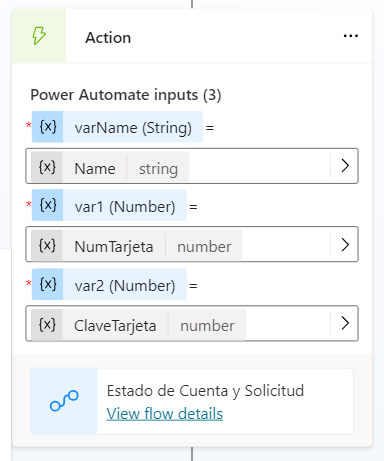 Action
Power Automate inputs (3)
* {x} varName (String) =
{x} Name string
* {x} var1 (Number) =
{x} NumTarjeta number
* {x} var2 (Number) =
{x} ClaveTarjeta number
Estado de Cuenta y Solicitud
View flow details